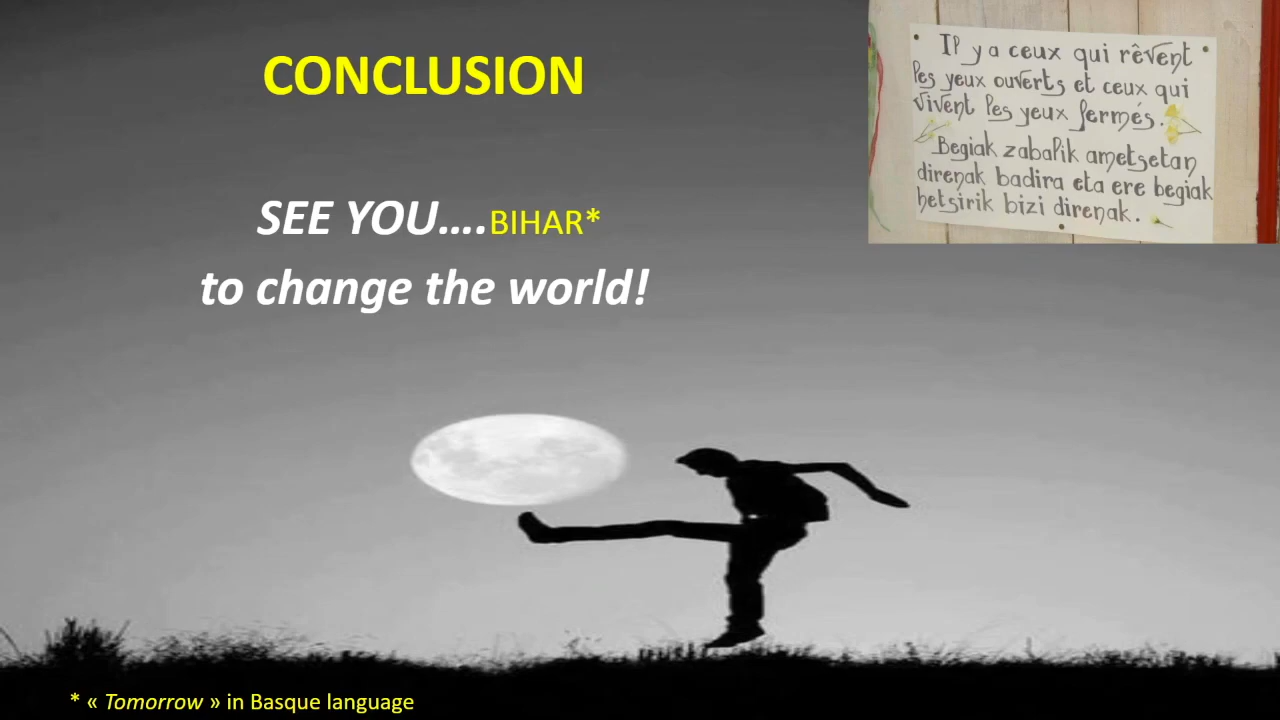 CONCLUSION
SEE YOU....BIHAR*
to change the world!
Il y a ceux qui rêvent
les yeux ouverts et ceux qui
vivent les yeux fermés.
Begiak zabalik ametsetan
direnak badira eta ere begiak
hetsirik bizi direnak.
* « Tomorrow » in Basque language